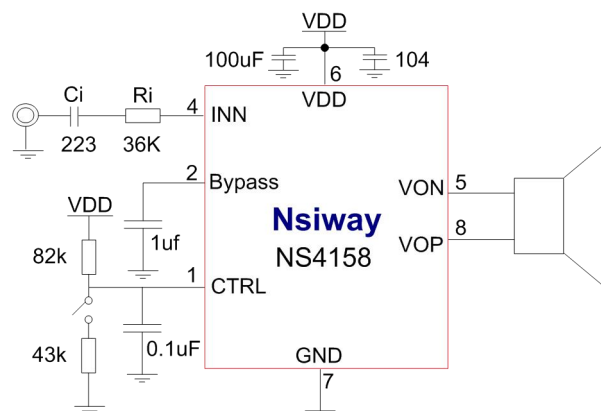 VDD
100uF
104
6
VDD
Ci
Ri
4
INN
223
36K
2
Bypass
VON
5
VDD
1uf
Nsiway
NS4158
VOP
8
82k
1
CTRL
43k
0.1uF
GND
7